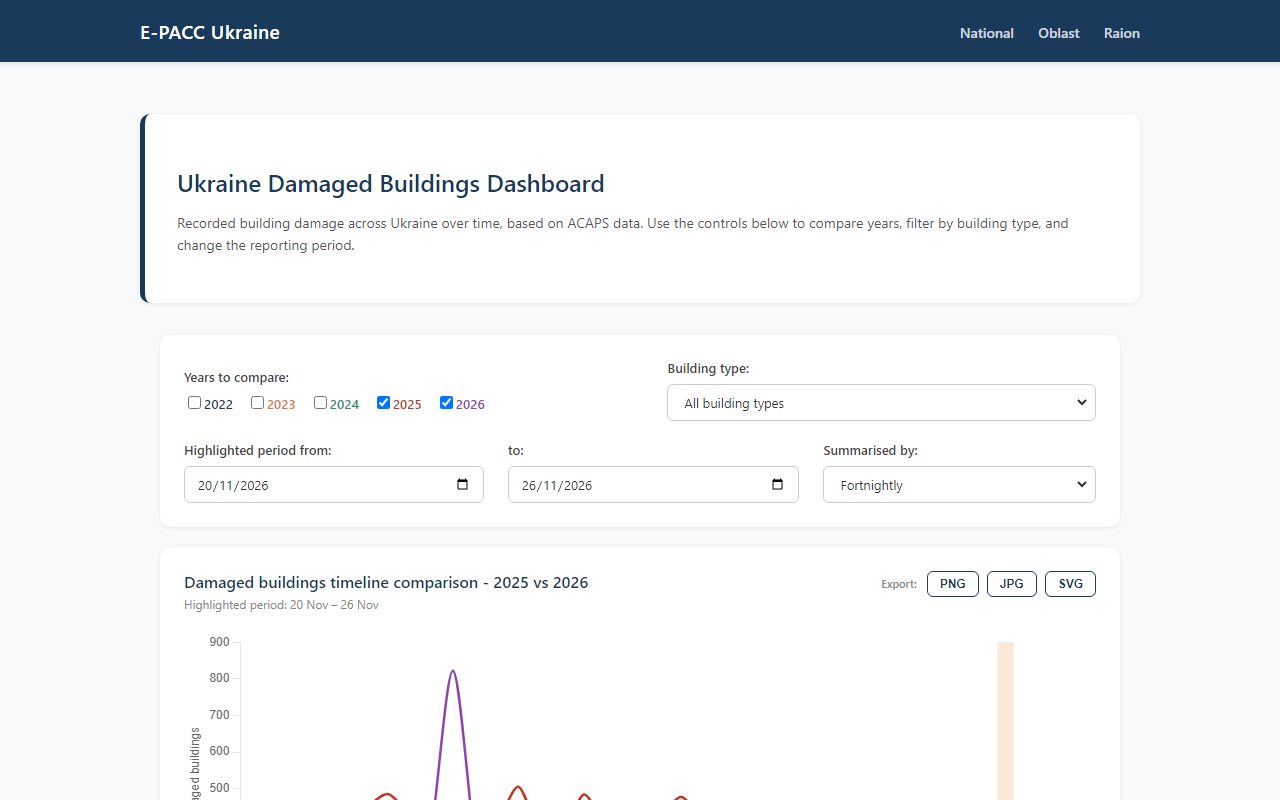 E-PACC Ukraine
National Oblast Raion
Ukraine Damaged Buildings Dashboard
Recorded building damage across Ukraine over time, based on ACAPS data. Use the controls below to compare years, filter by building type, and
change the reporting period.
Years to compare:
2022 2023 2024 2025 2026
Building type:
All building types
Highlighted period from:
20/11/2026
to:
26/11/2026
Summarised by:
Fortnightly
Damaged buildings timeline comparison - 2025 vs 2026
Highlighted period: 20 Nov – 26 Nov
Export: PNG JPG SVG
900
800
700
600
500
buildings